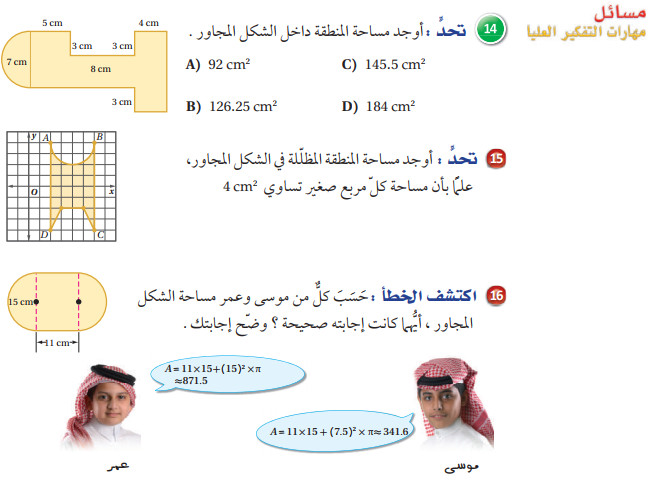 مسائل
مهارات التفكير العليا
14 تحدٍّ : أوجد مساحة المنطقة داخل الشكل المجاور .
A) 92 cm²
C) 145.5 cm²
B) 126.25 cm²
D) 184 cm²
5 cm
4 cm
3 cm
3 cm
7 cm
8 cm
3 cm
15 تحدٍّ : أوجد مساحة المنطقة المظلّلة في الشكل المجاور،
علمًا بأن مساحة كلّ مربع صغير تساوي 4 cm²
y
A
B
O
x
D
C
16 اكتشف الخطأ : حَسَبَ كلٌّ من موسى وعمر مساحة الشكل
المجاور ، أيُّهما كانت إجابته صحيحة ؟ وضّح إجابتك .
15 cm
11 cm
A = 11×15+(15)²×π
≈871.5
A = 11×15 + (7.5)²×π≈ 341.6
عمر
موسى